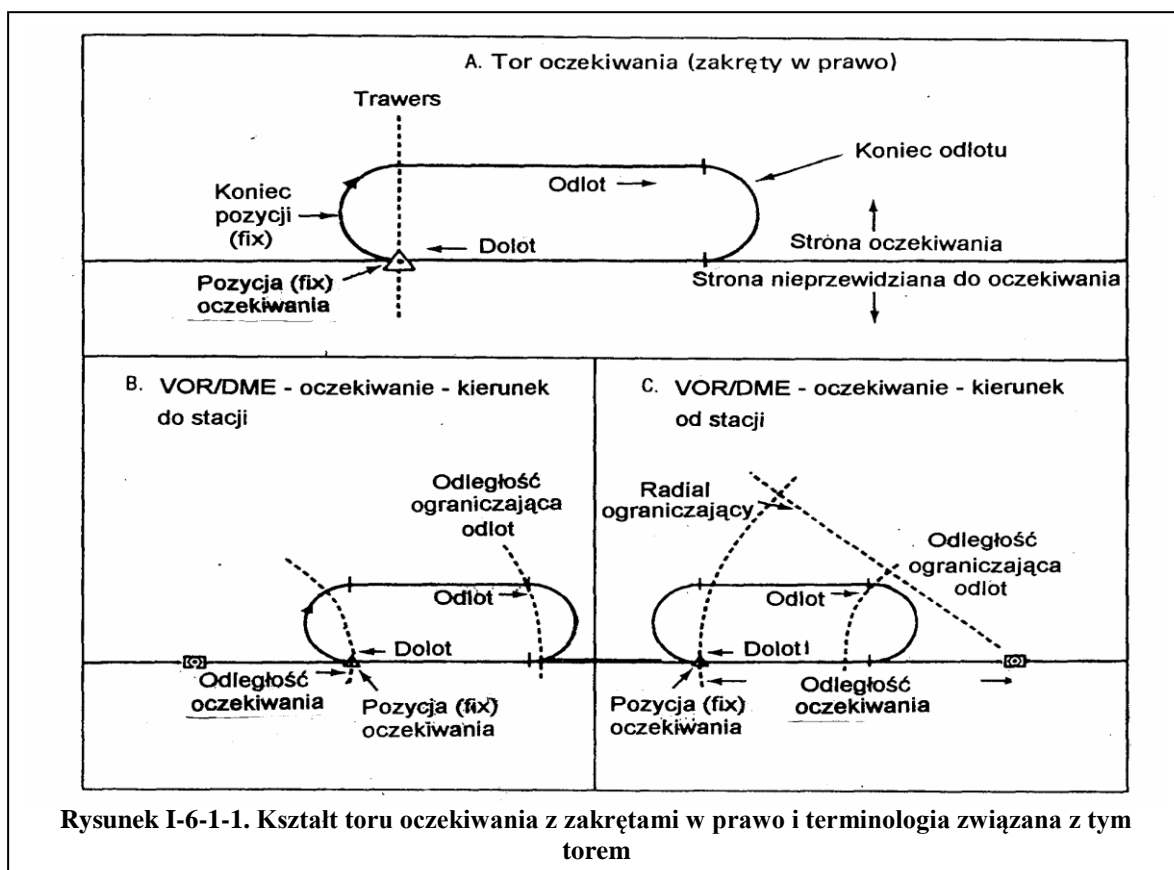 A. Tor oczekiwania (zakręty w prawo)
Trawers
Koniec odlotu
Odlot
Koniec
pozycji
(fix)
Dolot
Strona oczekiwania
Pozycja (fix)
oczekiwania
Strona nieprzewidziana do oczekiwania
B. VOR/DME - oczekiwanie - kierunek
do stacji
Odległość
ograniczająca
odlot
Odlot
Dolot
Odległość
oczekiwania
Pozycja (fix)
oczekiwania
C. VOR/DME - oczekiwanie - kierunek
od stacji
Radial
ograniczający
Odległość
ograniczająca
odlot
Odlot
Dolot I
Pozycja (fix)
oczekiwania
Odległość
oczekiwania
Rysunek I-6-1-1. Kształt toru oczekiwania z zakrętami w prawo i terminologia związana z tym
torem